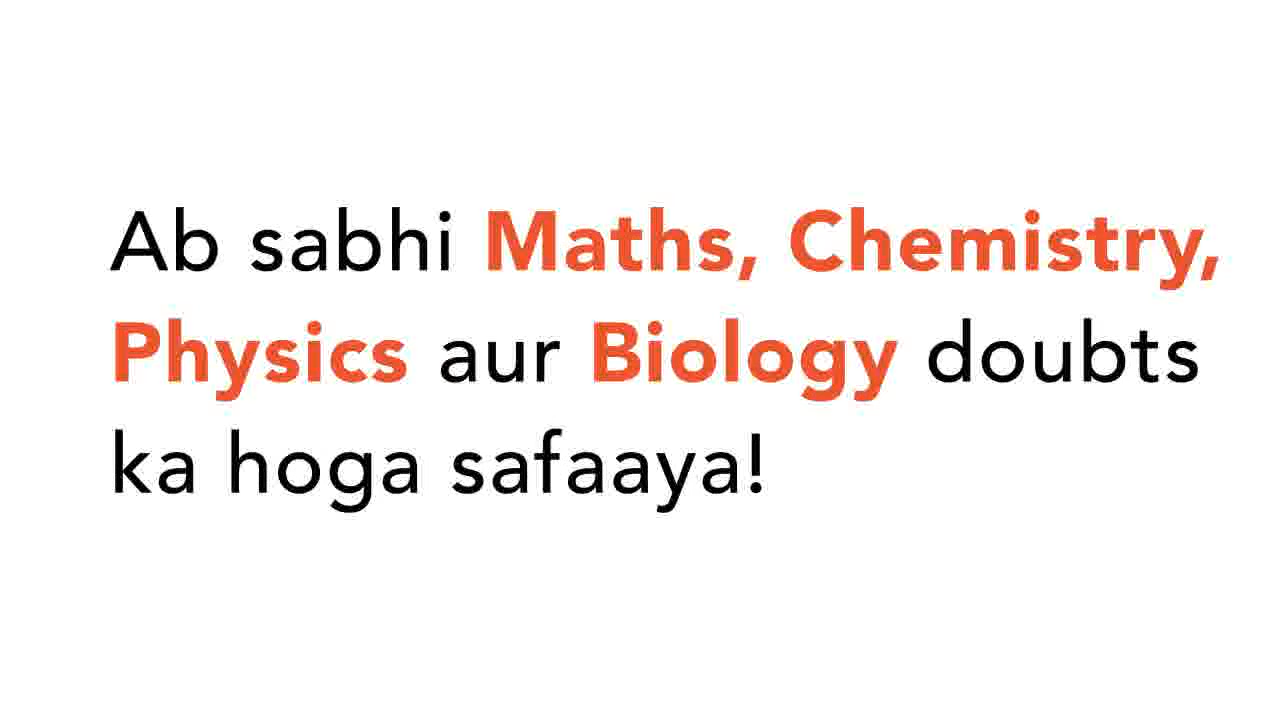 Ab sabhi Maths, Chemistry,
Physics aur Biology doubts
ka hoga safaaya!